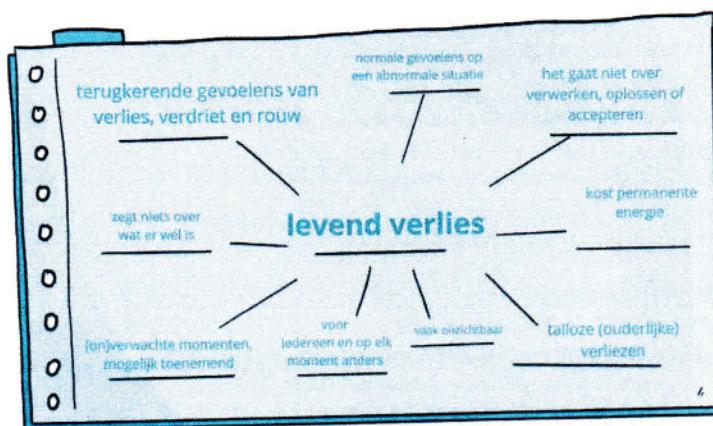 normale gevoelens op
een abnormale situatie
terugkerende gevoelens van
verlies, verdriet en rouw
het gaat niet over
verwerken, oplossen of
accepteren
zegt niets over
wat er wél is
levend verlies
kost permanente
energie
(on)verwachte momenten,
mogelijk toenemend
voor
iedereen en op elk
moment anders
vaak onzichtbaar
talloze (ouderlijke)
verliezen